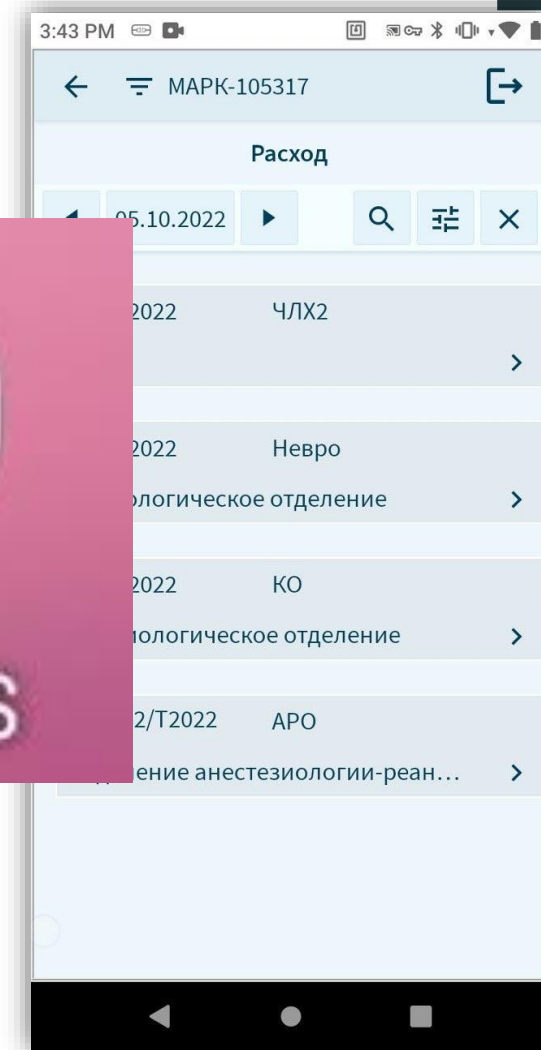 3:43 PM
МАРК-105317
Расход
05.10.2022
2022 ЧЛХ2
2022 Невро
ологическое отделение
2022 КО
иологическое отделение
2/Т2022 АРО
ение анестезиологии-реан...
s